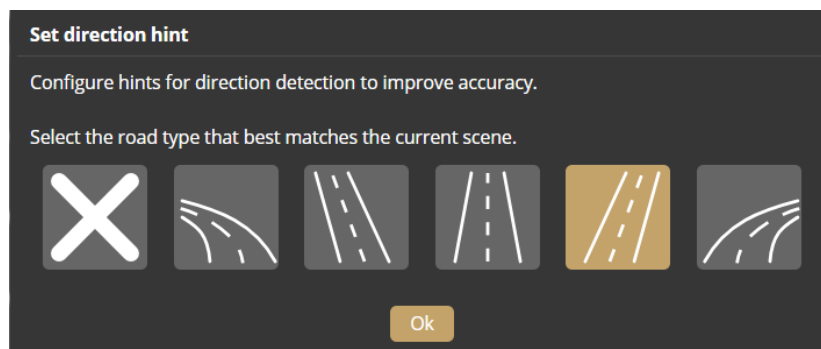 Set direction hint
Configure hints for direction detection to improve accuracy.
Select the road type that best matches the current scene.
Ok